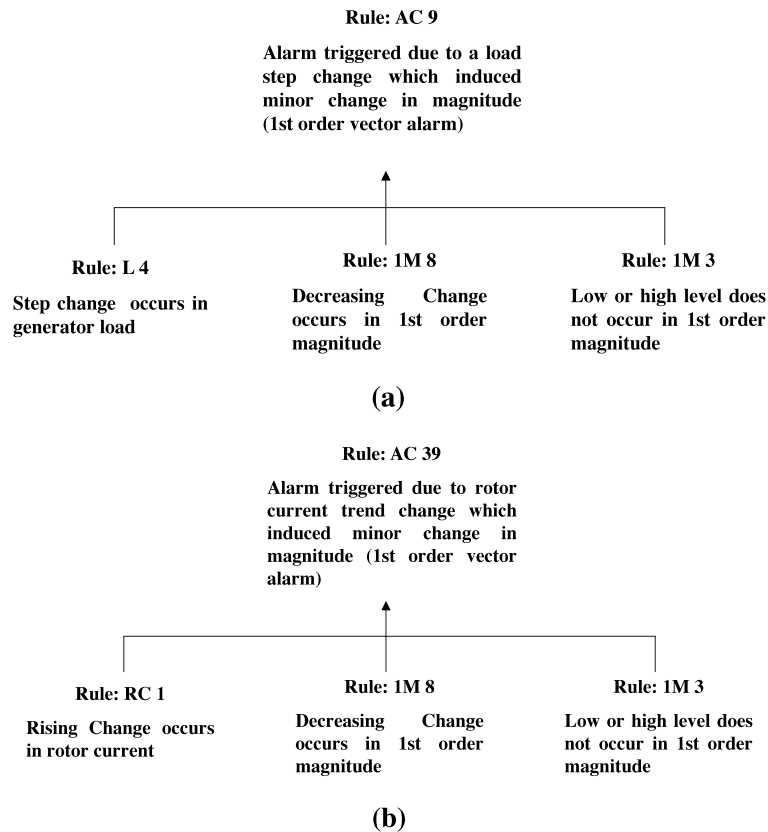 Rule: AC 9
Alarm triggered due to a load
step change which induced
minor change in magnitude
(1st order vector alarm)
Rule: L 4
Step change occurs in
generator load
Rule: 1M 8
Decreasing Change
occurs in 1st order
magnitude
Rule: 1M 3
Low or high level does
not occur in 1st order
magnitude
(a)
Rule: AC 39
Alarm triggered due to rotor
current trend change which
induced minor change in
magnitude (1st order vector
alarm)
Rule: RC 1
Rising Change occurs
in rotor current
Rule: 1M 8
Decreasing Change
occurs in 1st order
magnitude
Rule: 1M 3
Low or high level does
not occur in 1st order
magnitude
(b)